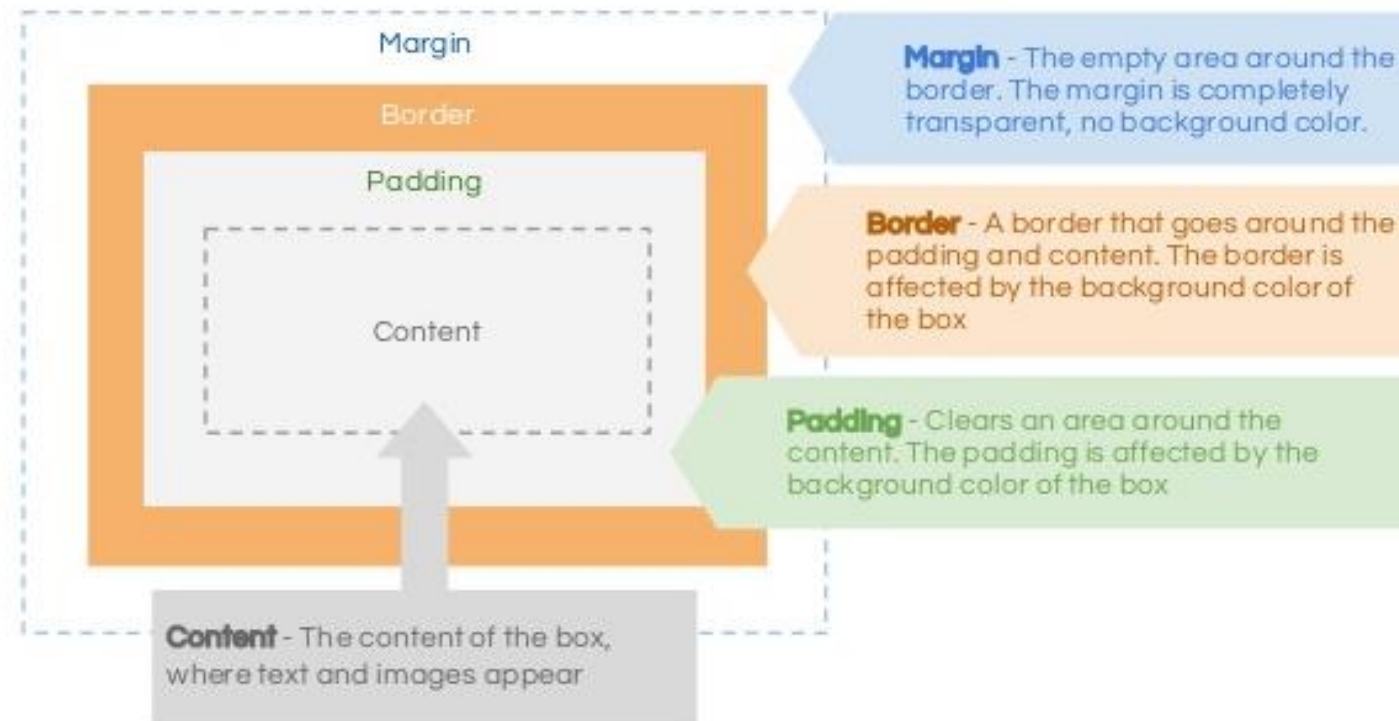 Margin
Border
Padding
Content
Margin - The empty area around the
border. The margin is completely
transparent, no background color.
Border - A border that goes around the
padding and content. The border is
affected by the background color of
the box
Padding - Clears an area around the
content. The padding is affected by the
background color of the box
Content - The content of the box,
where text and images appear